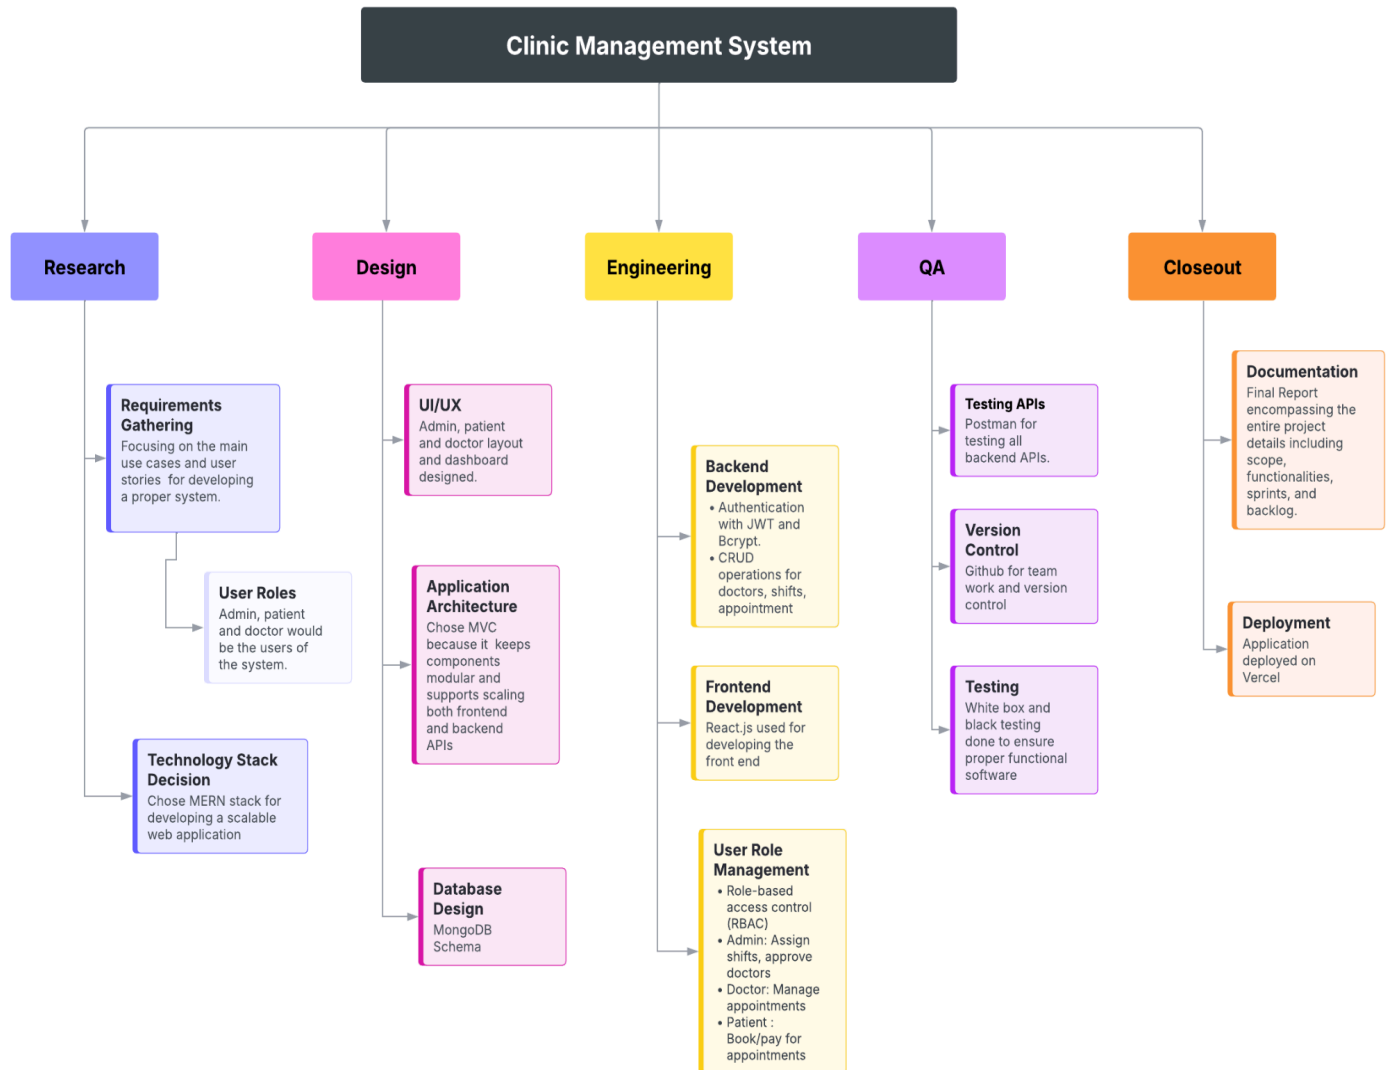 Clinic Management System
Research
Design
Engineering
QA
Closeout
Requirements
Gathering
Focusing on the main
use cases and user
stories  for developing
a proper system.
User Roles
Admin, patient
and doctor would
be the users of
the system.
Technology Stack
Decision
Chose MERN stack for
developing a scalable
web application
UI/UX
Admin, patient
and doctor layout
and dashboard
designed.
Application
Architecture
Chose MVC
because it  keeps
components
modular and
supports scaling
both frontend
and backend
APIs
Database
Design
MongoDB
Schema
Backend
Development
• Authentication
with JWT and
Bcrypt.
• CRUD
operations for
doctors, shifts,
appointment
Frontend
Development
React.js used for
developing the
front end
User Role
Management
• Role-based
access control
(RBAC)
• Admin: Assign
shifts, approve
doctors
• Doctor: Manage
appointments
• Patient :
Book/pay for
appointments
Testing APIs
Postman for
testing all
backend APIs.
Version
Control
Github for team
work and version
control
Testing
White box and
black testing
done to ensure
proper functional
software
Documentation
Final Report
encompassing the
entire project
details including
scope,
functionalities,
sprints, and
backlog.
Deployment
Application
deployed on
Vercel